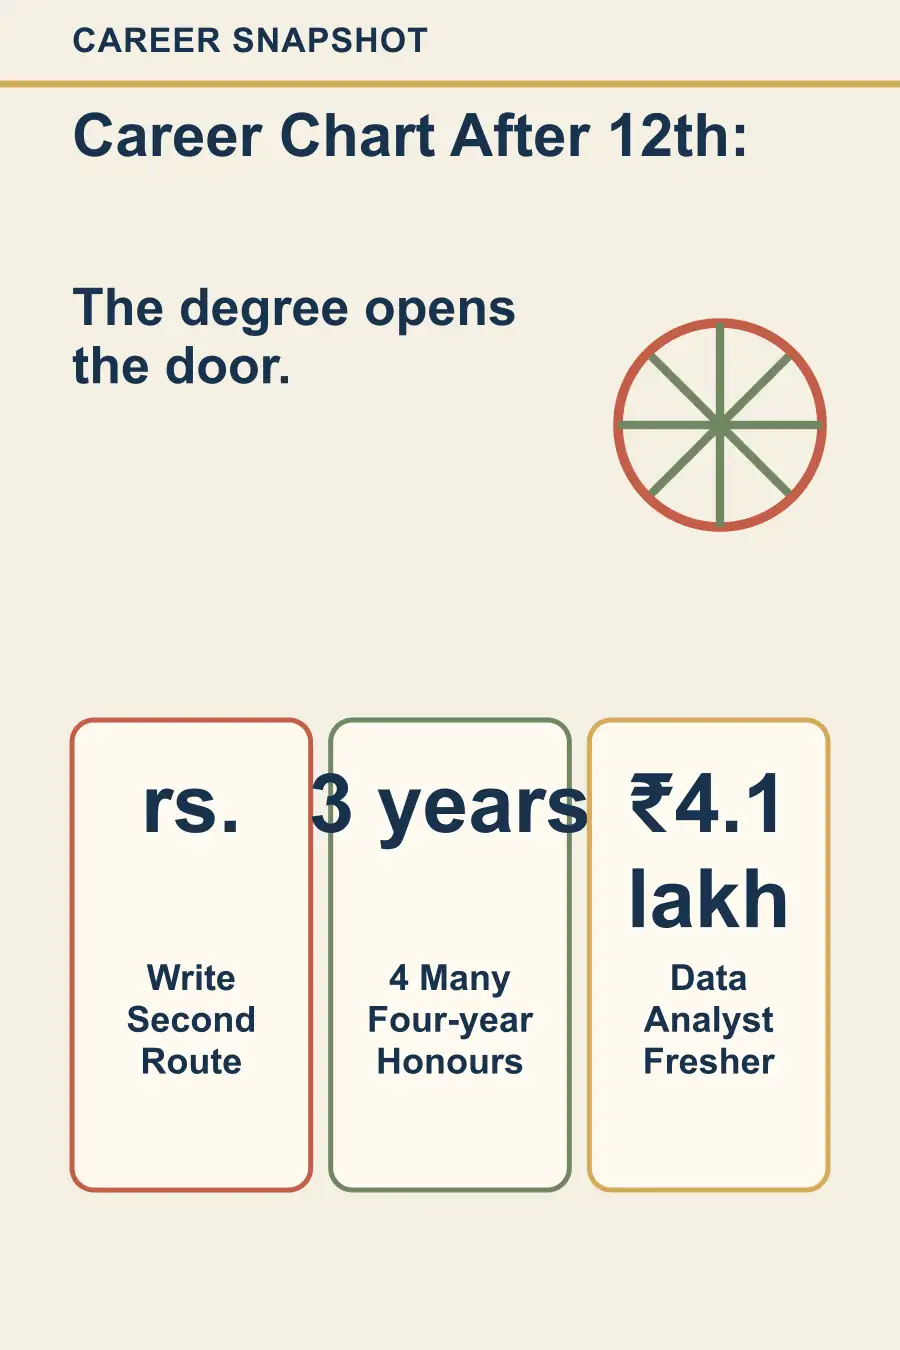 CAREER SNAPSHOT
Career Chart After 12th:
The degree opens
the door.
rs.
Write
Second
Route
3 years
4 Many
Four-year
Honours
₹4.1
lakh
Data
Analyst
Fresher